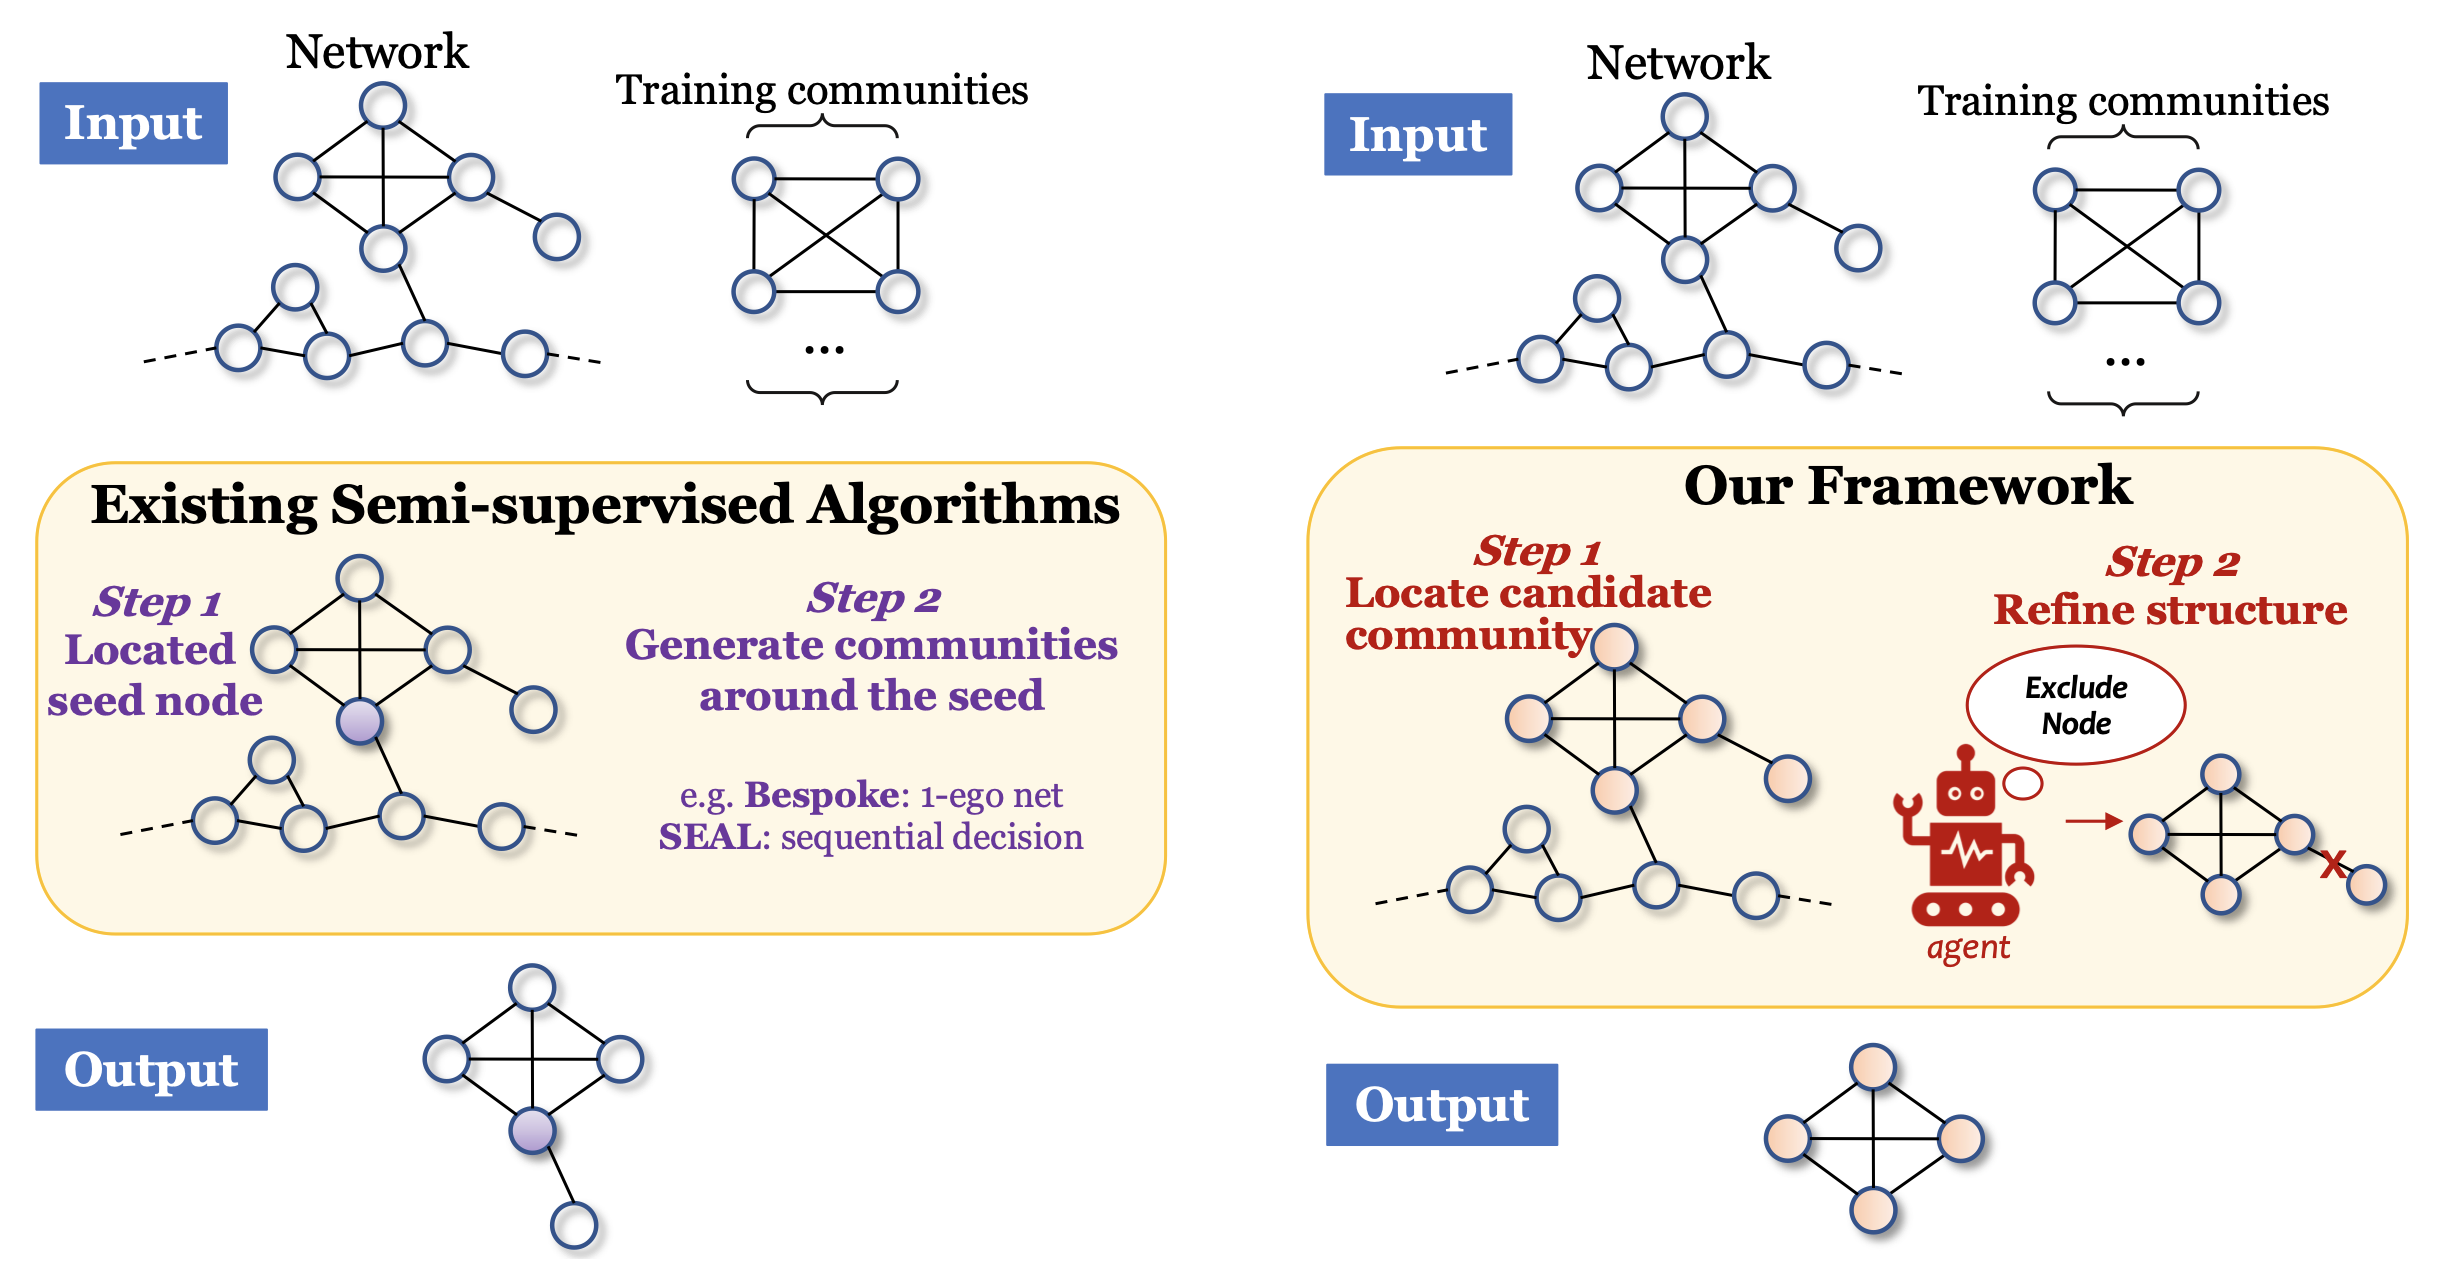 Network
Input
Training communities
...
Existing Semi-supervised Algorithms
Step 1
Located
seed node
Step 2
Generate communities
around the seed
e.g. Bespoke: 1-ego net
SEAL: sequential decision
Output
Network
Input
Training communities
...
Our Framework
Step 1
Locate candidate
community
Step 2
Refine structure
Exclude
Node
X
agent
Output